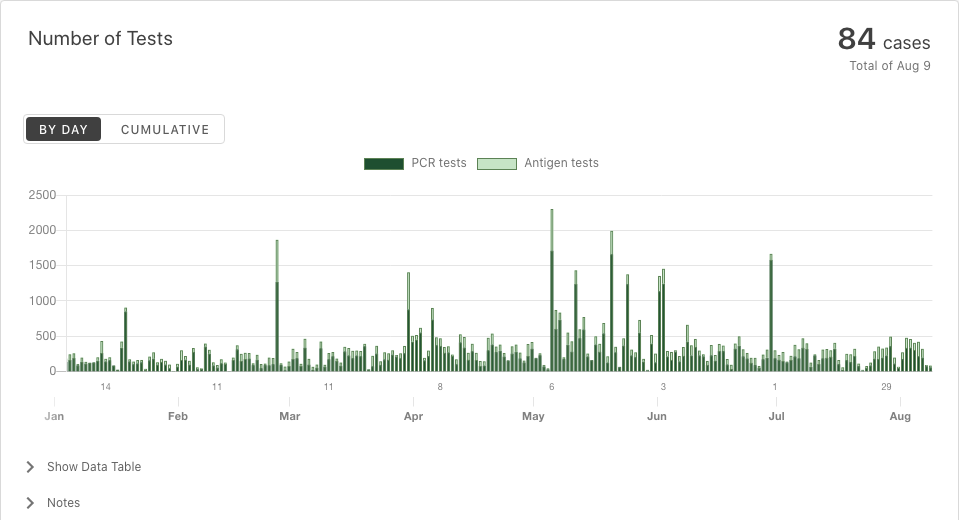 Number of Tests
84 cases
Total of Aug 9
BY DAY
CUMULATIVE
PCR tests
Antigen tests
2500
2000
1500
1000
500
0
14 11 11 8 6 3 1 29
Jan Feb Mar Apr May Jun Jul Aug
Show Data Table
Notes